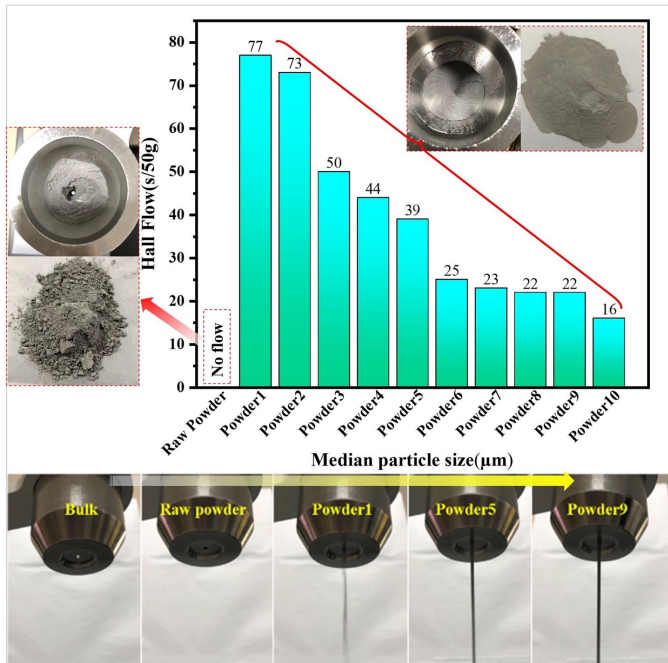 80
70
60
50
40
30
20
10
0
Hall Flow(s/50g)
77
73
50
44
39
25
23
22
22
16
No flow
Raw Powder
Powder1
Powder2
Powder3
Powder4
Powder5
Powder6
Powder7
Powder8
Powder9
Powder10
Median particle size(μm)
Bulk
Raw powder
Powder1
Powder5
Powder9